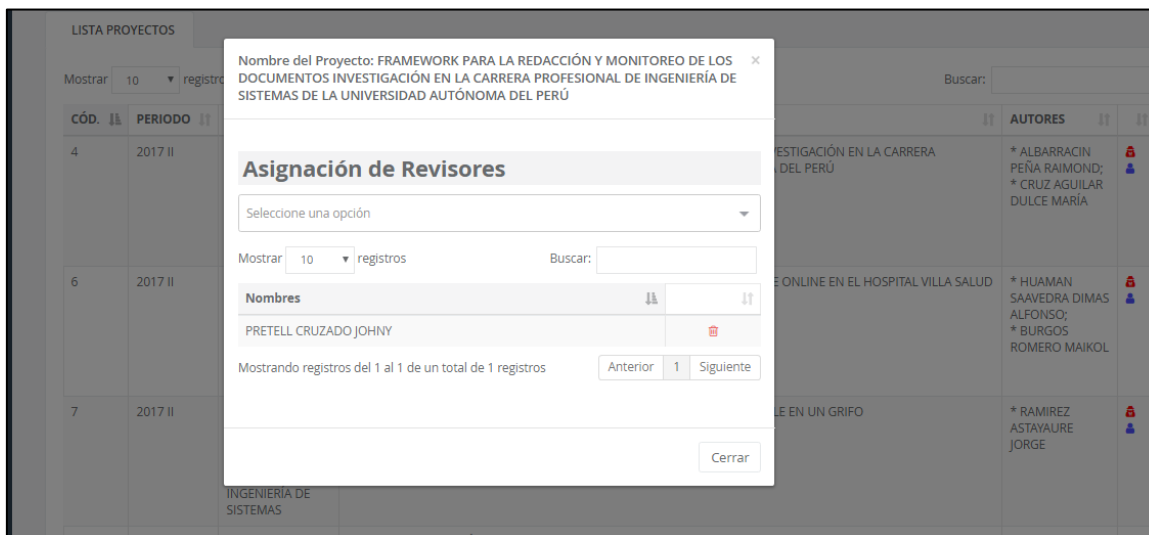 LISTA PROYECTOS
Nombre del Proyecto: FRAMEWORK PARA LA REDACCIÓN Y MONITOREO DE LOS
DOCUMENTOS INVESTIGACIÓN EN LA CARRERA PROFESIONAL DE INGENIERÍA DE
SISTEMAS DE LA UNIVERSIDAD AUTÓNOMA DEL PERÚ
×
Mostrar 10 registro
Buscar:
CÓD. PERIODO AUTORES
4 2017 II
DEL PERÚ
* ALBARRACIN
PEÑA RAIMOND;
* CRUZ AGUILAR
DULCE MARÍA
Asignación de Revisores
Seleccione una opción
Mostrar 10 registros Buscar:
Nombres
PRETELL CRUZADO JOHNY
Mostrando registros del 1 al 1 de un total de 1 registros
Anterior 1 Siguiente
Cerrar
6 2017 II
ONLINE EN EL HOSPITAL VILLA SALUD
* HUAMAN
SAAVEDRA DIMAS
ALFONSO;
* BURGOS
ROMERO MAIKOL
7 2017 II
INGENIERÍA DE
SISTEMAS
EN UN GRIFO
* RAMIREZ
ASTAYAURE
JORGE